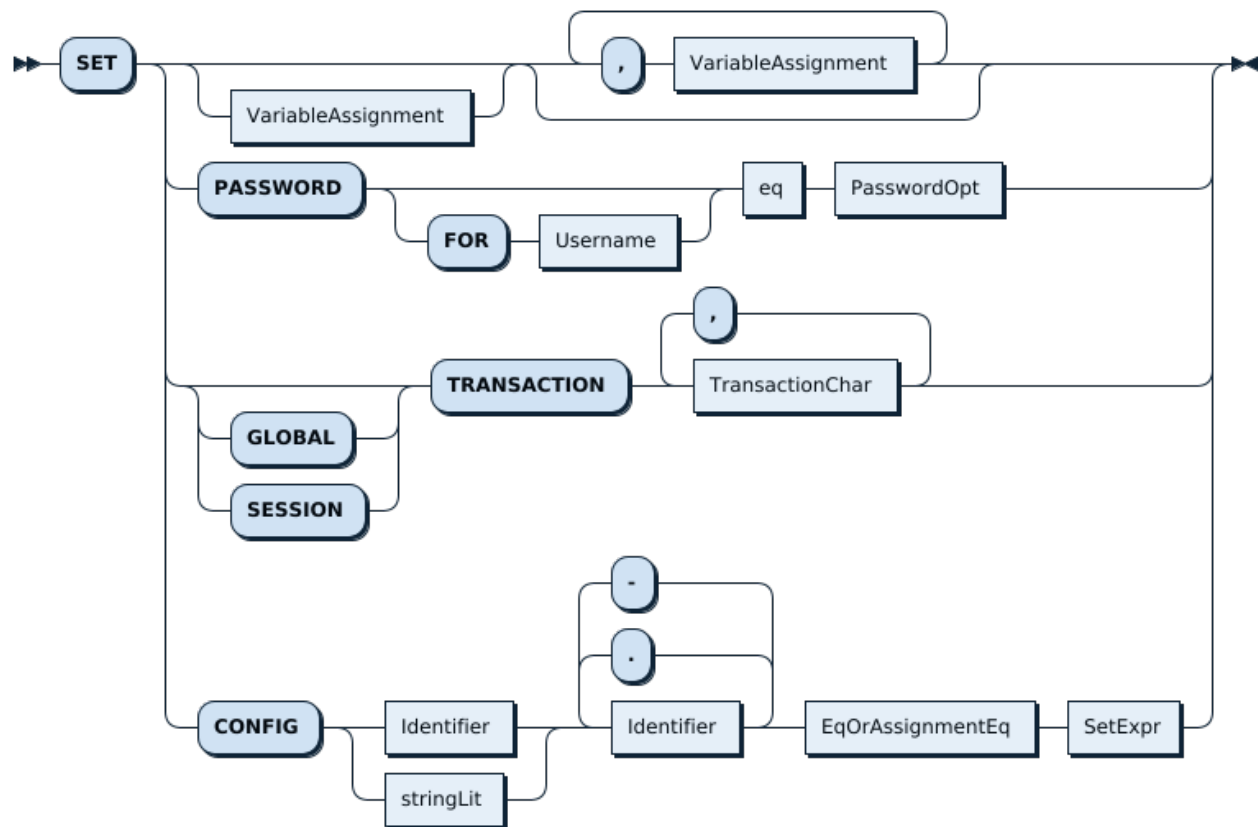 ,
SET VariableAssignment
VariableAssignment
PASSWORD eq PasswordOpt
FOR Username
,
TRANSACTION TransactionChar
GLOBAL
SESSION
-
.
CONFIG Identifier Identifier EqOrAssignmentEq SetExpr
stringLit